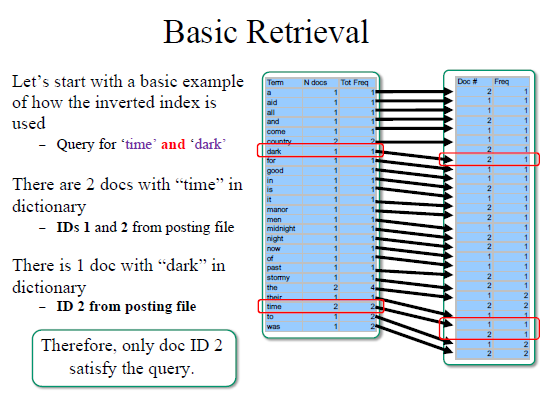 Basic Retrieval
Let's start with a basic example
of how the inverted index is
used
– Query for ‘time’ and ‘dark’
There are 2 docs with “time” in
dictionary
– IDs 1 and 2 from posting file
There is 1 doc with “dark” in
dictionary
– ID 2 from posting file
Therefore, only doc ID 2
satisfy the query.
Term N docs Tot Freq
a 1 1
aid 1 1
all 1 1
and 1 1
come 1 1
country 2 2
dark 1 1
for 1 1
good 1 1
in 1 1
is 1 1
it 1 1
manor 1 1
men 1 1
midnight 1 1
night 1 1
now 1 1
of 1 1
past 1 1
stormy 1 1
the 2 4
their 1 1
time 2 2
to 1 2
was 1 2
Doc # Freq
2 1
1 1
1 1
2 1
1 1
1 1
2 1
2 1
1 1
1 1
2 1
1 1
1 1
2 1
1 1
2 1
2 1
1 1
1 1
2 1
2 1
1 2
2 2
1 1
1 1
2 1
1 2
2 2